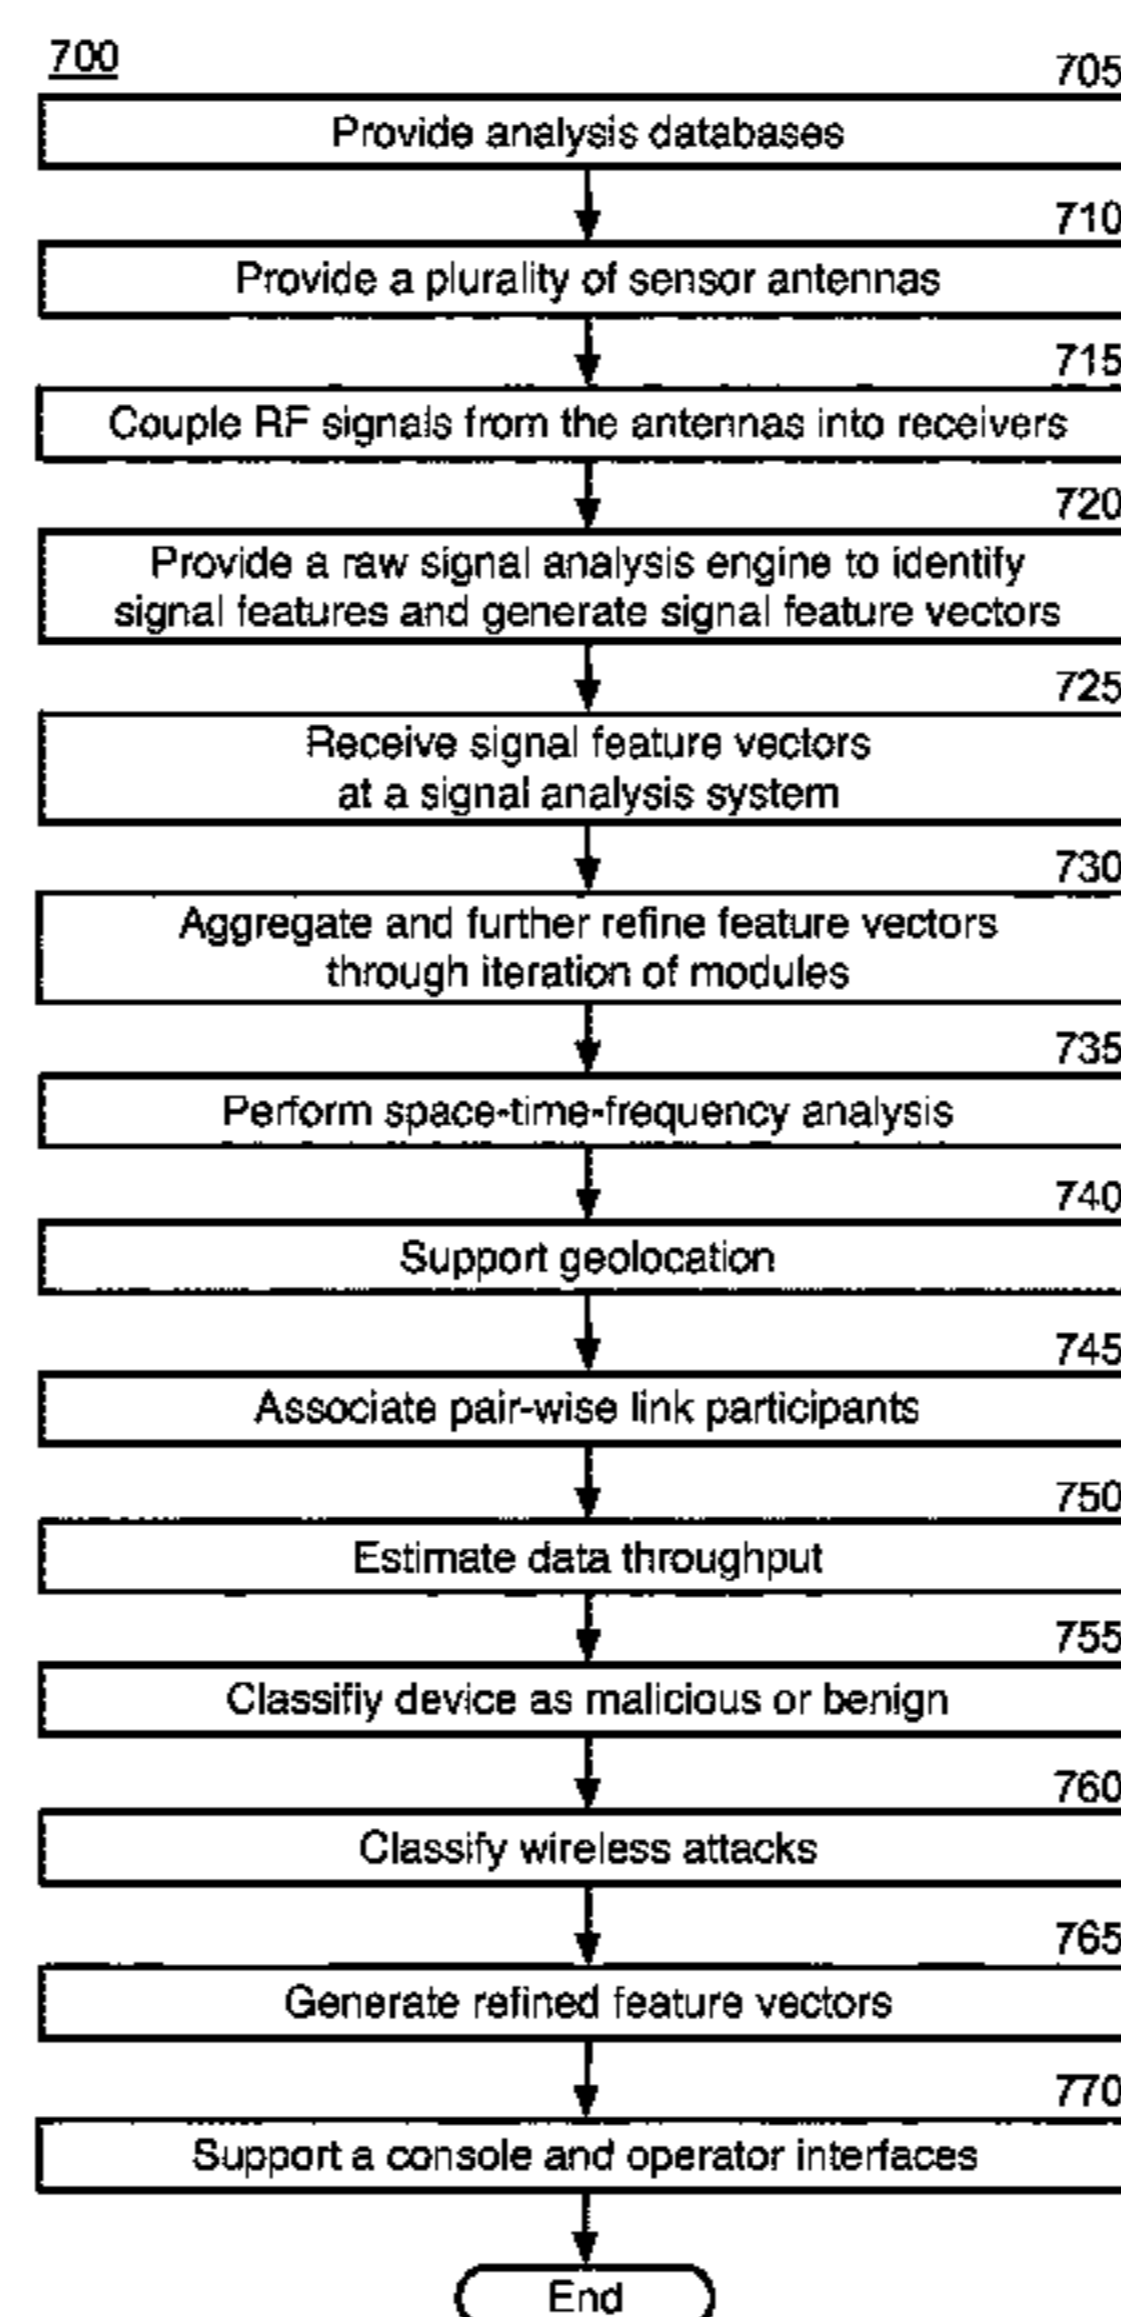 700
705
Provide analysis databases
710
Provide a plurality of sensor antennas
715
Couple RF signals from the antennas into receivers
720
Provide a raw signal analysis engine to identify
signal features and generate signal feature vectors
725
Receive signal feature vectors
at a signal analysis system
730
Aggregate and further refine feature vectors
through iteration of modules
735
Perform space-time-frequency analysis
740
Support geolocation
745
Associate pair-wise link participants
750
Estimate data throughput
755
Classifiy device as malicious or benign
760
Classify wireless attacks
765
Generate refined feature vectors
770
Support a console and operator interfaces
End